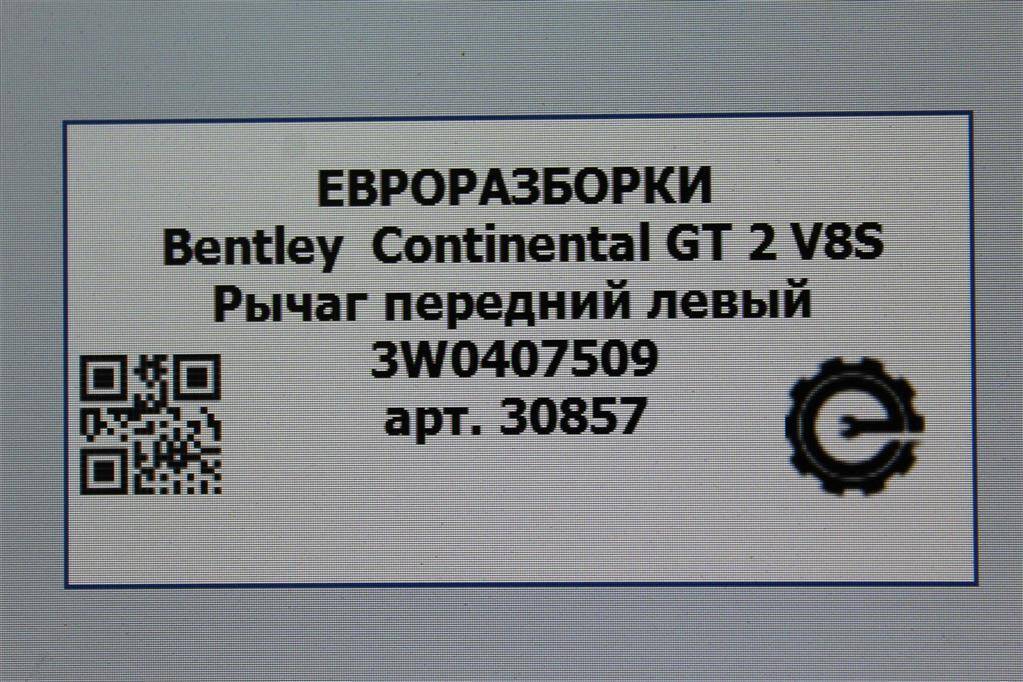 ЕВРОРАЗБОРКИ
Bentley Continental GT 2 V8S
Рычаг передний левый
3W0407509
арт. 30857